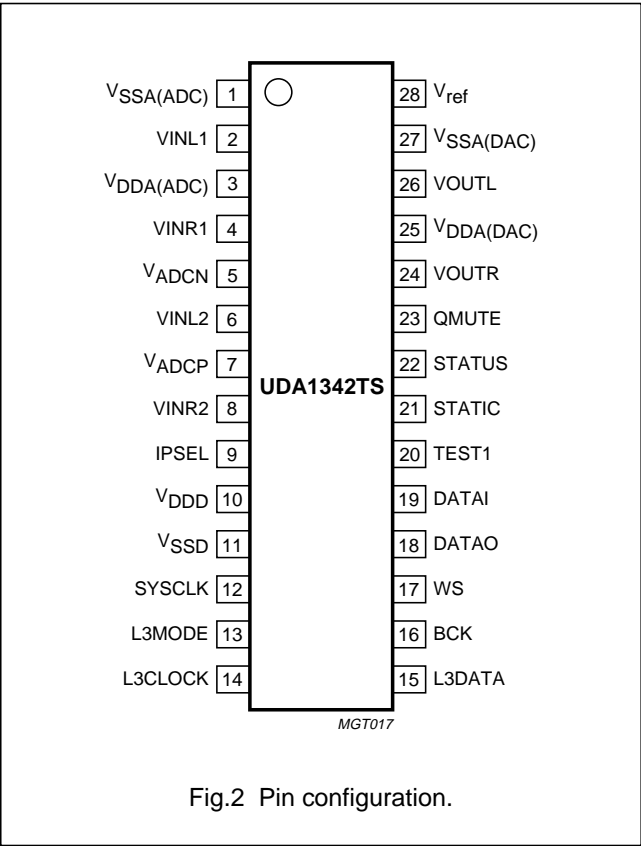 VSSA(ADC) 1 28 Vref
VINL1 2 27 VSSA(DAC)
VDDA(ADC) 3 26 VOUTL
VINR1 4 25 VDDA(DAC)
VADCN 5 24 VOUTR
VINL2 6 23 QMUTE
VADCP 7 22 STATUS
UDA1342TS
VINR2 8 21 STATIC
IPSEL 9 20 TEST1
VDDD 10 19 DATAI
VSSD 11 18 DATAO
SYSCLK 12 17 WS
L3MODE 13 16 BCK
L3CLOCK 14 15 L3DATA
MGT017
Fig.2 Pin configuration.